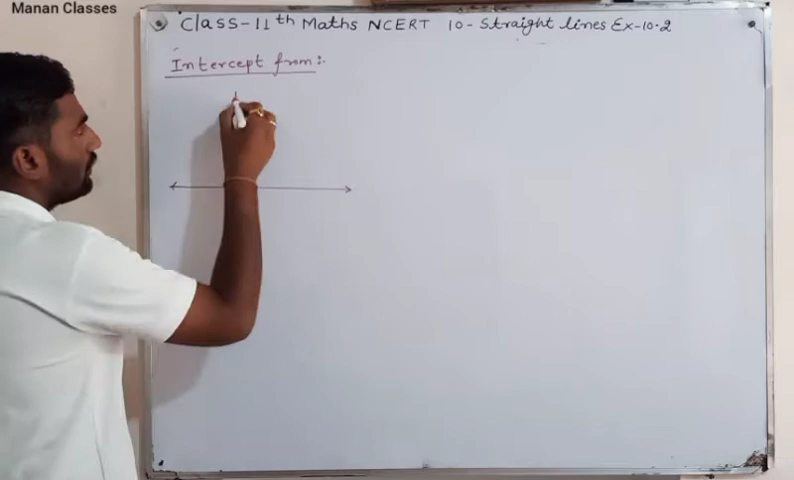 Manan Classes
Class-11th Maths NCERT 10-Straight lines Ex-10.2
Intercept from:-